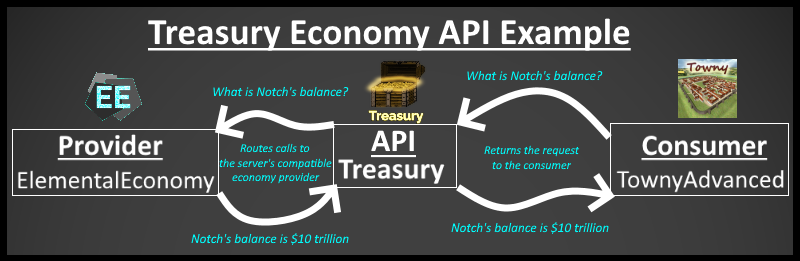 Treasury Economy API Example
What is Notch's balance?
What is Notch's balance?
EE
Treasury
Towny
Provider
ElementalEconomy
Routes calls to
the server's compatible
economy provider
API
Treasury
Returns the request
to the consumer
Consumer
TownyAdvanced
Notch's balance is $10 trillion
Notch's balance is $10 trillion